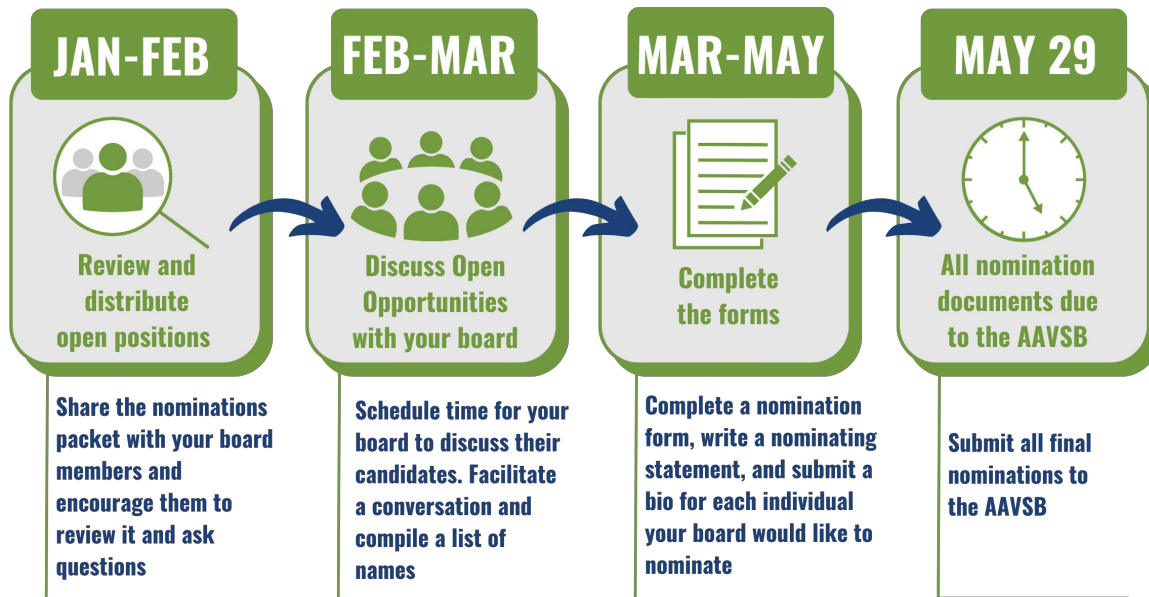 JAN-FEB
Review and
distribute
open positions
Share the nominations
packet with your board
members and
encourage them to
review it and ask
questions
FEB-MAR
Discuss Open
Opportunities
with your board
Schedule time for your
board to discuss their
candidates. Facilitate
a conversation and
compile a list of
names
MAR-MAY
Complete
the forms
Complete a nomination
form, write a nominating
statement, and submit a
bio for each individual
your board would like to
nominate
MAY 29
All nomination
documents due
to the AAVSB
Submit all final
nominations to
the AAVSB